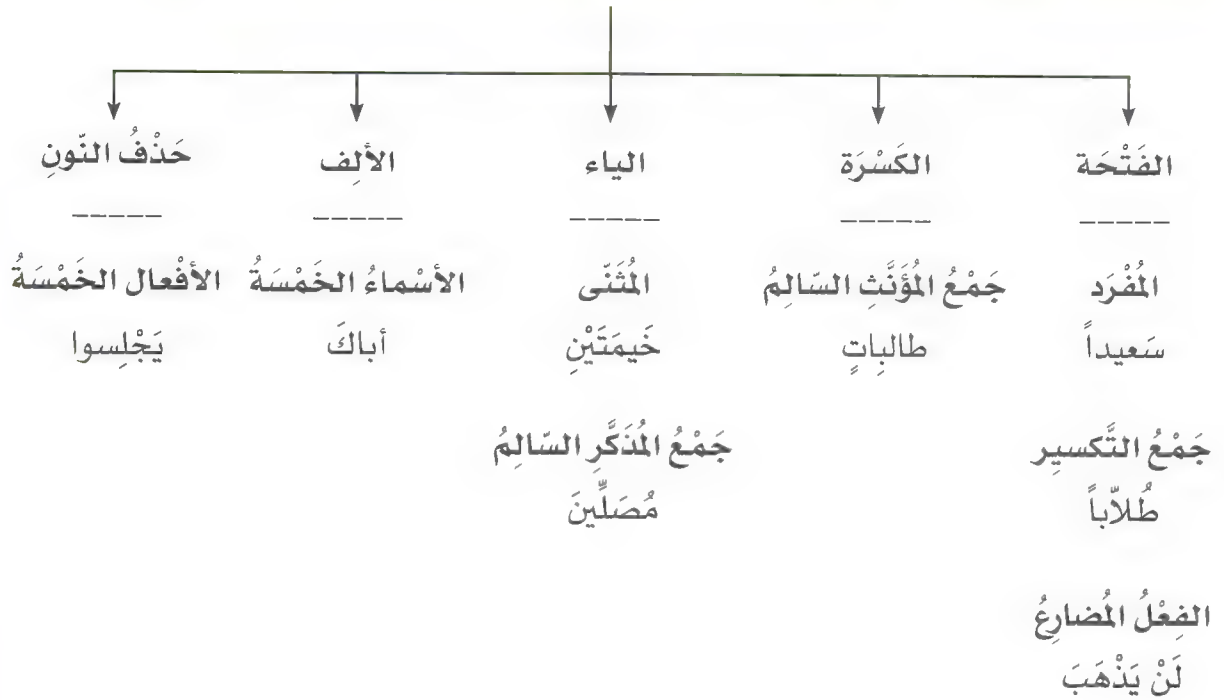 الفَتْحَة الكَسْرَة الياء الألِف حَذْفُ النّونِ
----- ----- ----- ----- -----
المُفْرَد جَمْعُ المُؤَنَّثِ السّالِمُ المُثَنّى الأسْماءُ الخَمْسَةُ الأفْعال الخَمْسَةُ
سَعيداً طالِباتٍ خَيمَتَيْنِ أباكَ يَجْلِسوا
جَمْعُ التَّكسيِر جَمْعُ المُذَكَّرِ السّالِمُ
طُلاّباً مُصَلِّينَ
الفِعْلُ المُضارِعُ
لَنْ يَذْهَبَ